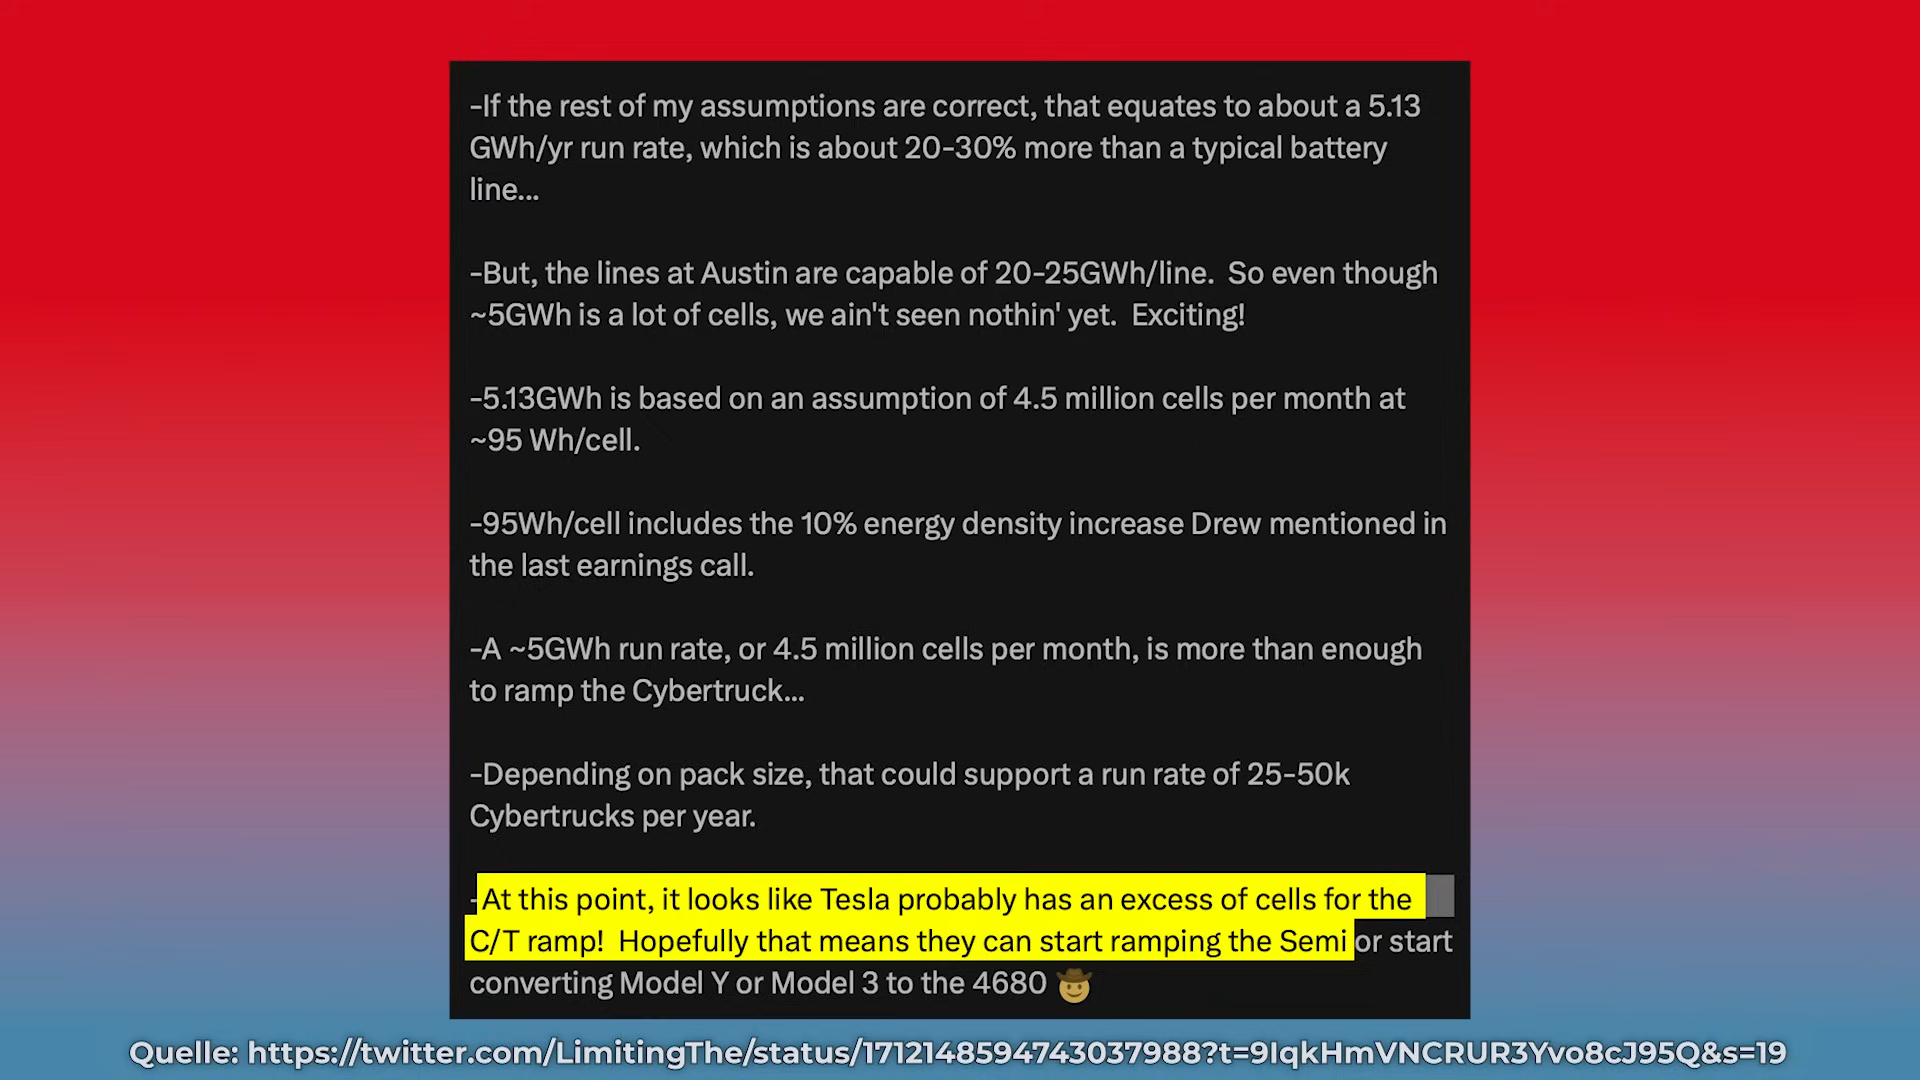 -If the rest of my assumptions are correct, that equates to about a 5.13
GWh/yr run rate, which is about 20-30% more than a typical battery
line...
-But, the lines at Austin are capable of 20-25GWh/line.  So even though
~5GWh is a lot of cells, we ain't seen nothin' yet.  Exciting!
-5.13GWh is based on an assumption of 4.5 million cells per month at
~95 Wh/cell.
-95Wh/cell includes the 10% energy density increase Drew mentioned in
the last earnings call.
-A ~5GWh run rate, or 4.5 million cells per month, is more than enough
to ramp the Cybertruck...
-Depending on pack size, that could support a run rate of 25-50k
Cybertrucks per year.
-At this point, it looks like Tesla probably has an excess of cells for the
C/T ramp!  Hopefully that means they can start ramping the Semi or start
converting Model Y or Model 3 to the 4680 🤠
Quelle: https://twitter.com/LimitingThe/status/1712148594743037988?t=9IqkHmVNCRUR3Yvo8cJ95Q&s=19